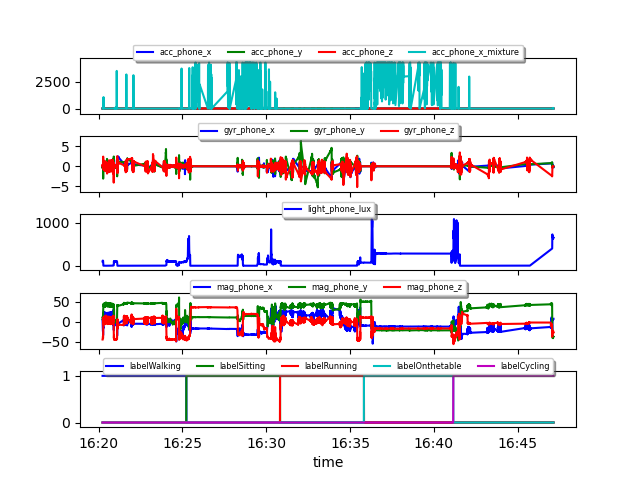 acc_phone_x acc_phone_y acc_phone_z acc_phone_x_mixture
2500
0
gyr_phone_x gyr_phone_y gyr_phone_z
5
0
−5
light_phone_lux
1000
0
mag_phone_x mag_phone_y mag_phone_z
50
0
−50
labelWalking labelSitting labelRunning labelOnthetable labelCycling
1
0
16:20 16:25 16:30 16:35 16:40 16:45
time